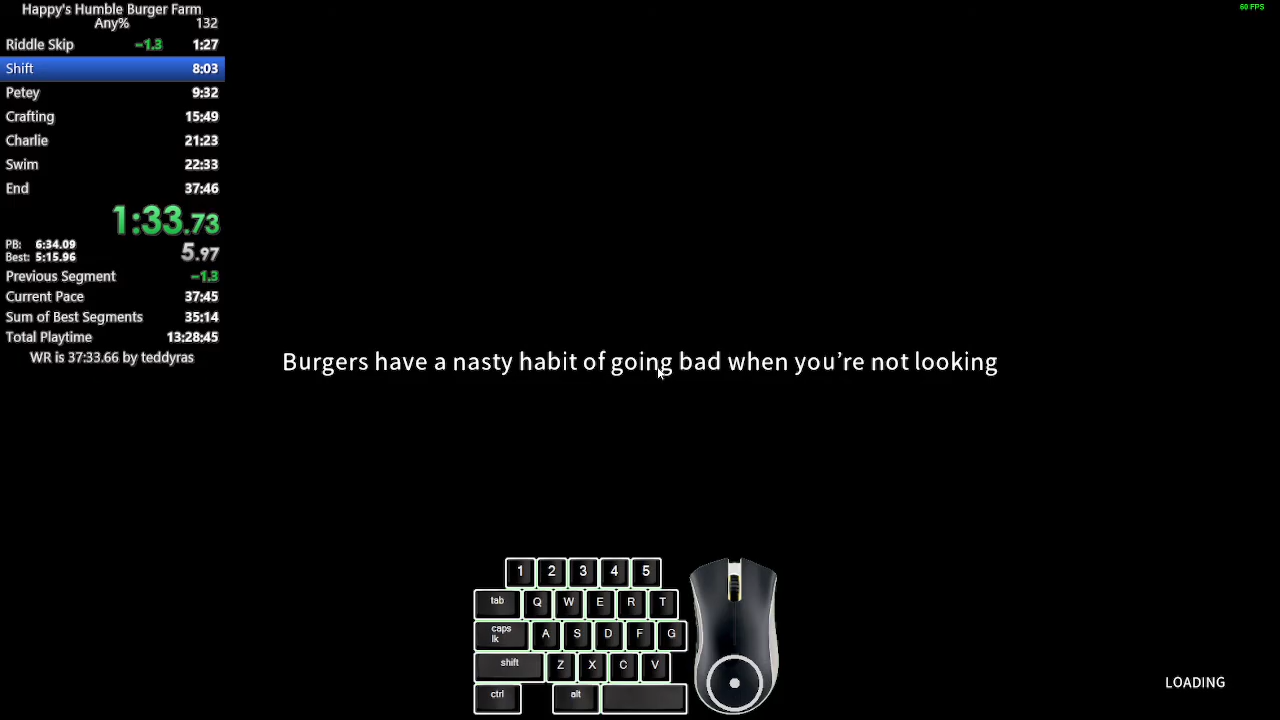 Happy's Humble Burger Farm
Any% 132
Riddle Skip −1.3 1:27
Shift 8:03
Petey 9:32
Crafting 15:49
Charlie 21:23
Swim 22:33
End 37:46
1:33.73
PB: 6:34.09
Best: 5:15.96
5.97
Previous Segment −1.3
Current Pace 37:45
Sum of Best Segments 35:14
Total Playtime 13:28:45
WR is 37:33.66 by teddyras
60 FPS
Burgers have a nasty habit of going bad when you’re not looking
1 2 3 4 5
tab Q W E R T
caps lk A S D F G
shift Z X C V
ctrl alt
LOADING